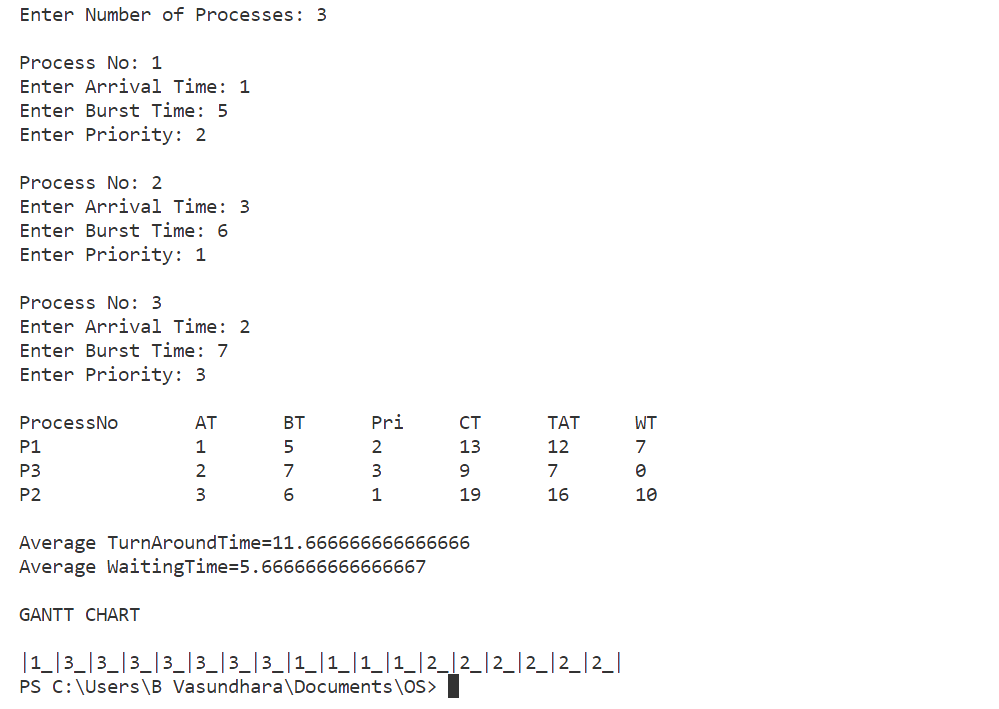 Enter Number of Processes: 3
Process No: 1
Enter Arrival Time: 1
Enter Burst Time: 5
Enter Priority: 2
Process No: 2
Enter Arrival Time: 3
Enter Burst Time: 6
Enter Priority: 1
Process No: 3
Enter Arrival Time: 2
Enter Burst Time: 7
Enter Priority: 3
ProcessNo AT BT Pri CT TAT WT
P1 1 5 2 13 12 7
P3 2 7 3 9 7 0
P2 3 6 1 19 16 10
Average TurnAroundTime=11.666666666666666
Average WaitingTime=5.666666666666667
GANTT CHART
|1_|3_|3_|3_|3_|3_|3_|3_|1_|1_|1_|1_|2_|2_|2_|2_|2_|2_|
PS C:\Users\B Vasundhara\Documents\OS>